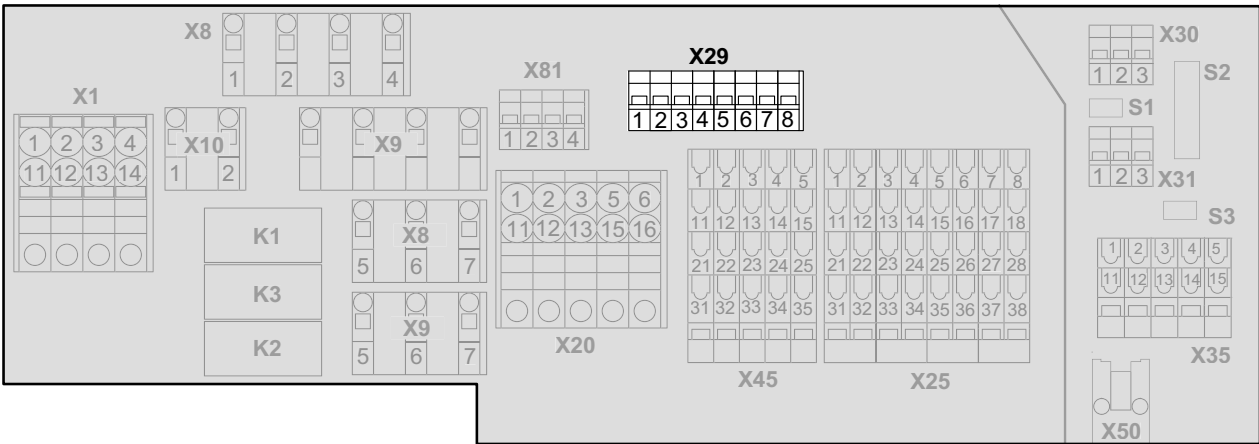 X8
1 2 3 4
X1
1 2 3 4
11 12 13 14
X10
1 2
X9
K1
K3
K2
X8
5 6 7
X9
5 6 7
X81
1 2 3 4
X29
1 2 3 4 5 6 7 8
1 2 3 5 6
11 12 13 15 16
X20
1 2 3 4 5
11 12 13 14 15
21 22 23 24 25
31 32 33 34 35
X45
1 2 3 4 5 6 7 8
11 12 13 14 15 16 17 18
21 22 23 24 25 26 27 28
31 32 33 34 35 36 37 38
X25
X30
1 2 3
S2
S1
1 2 3
X31
S3
1 2 3 4 5
11 12 13 14 15
X35
X50